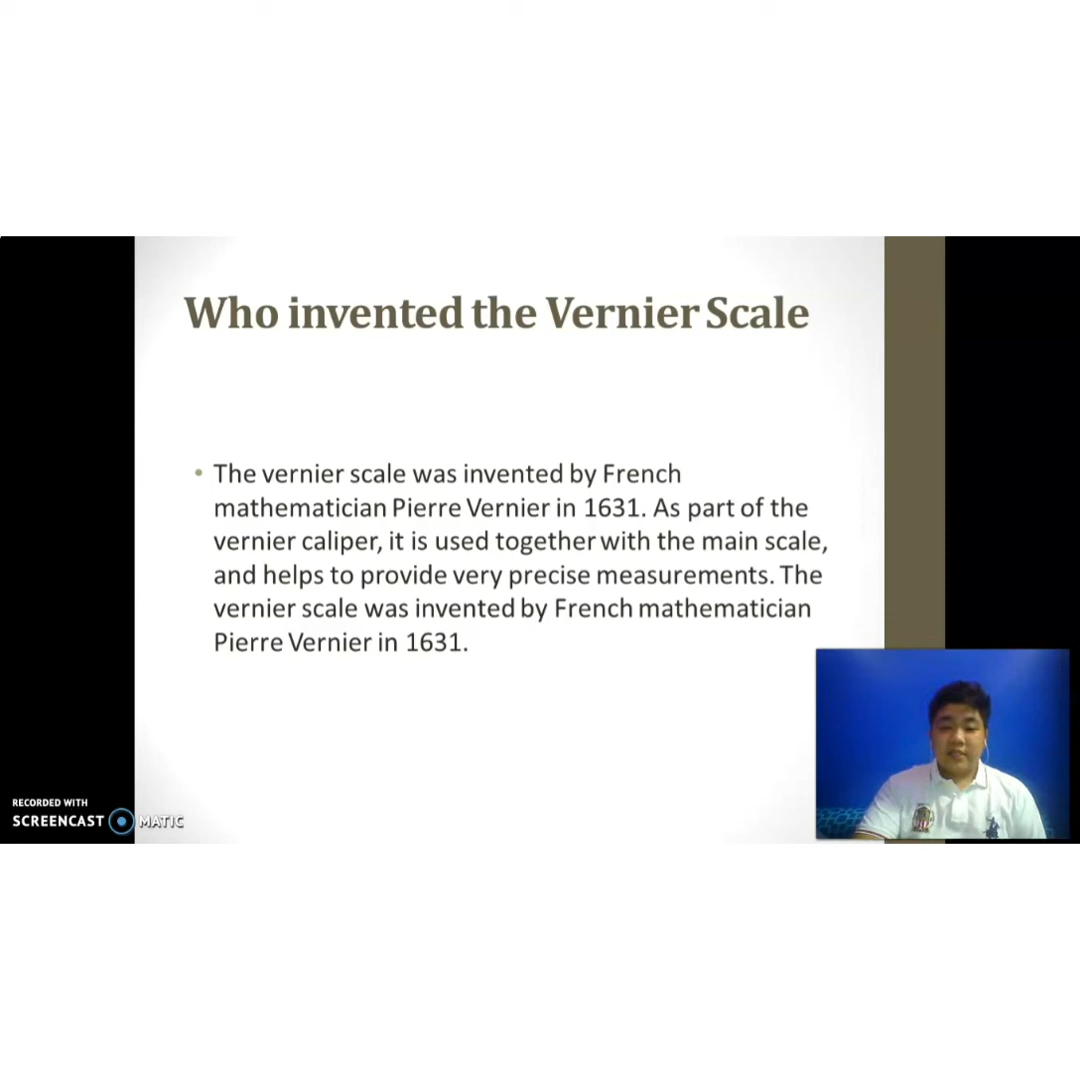 Who invented the Vernier Scale
• The vernier scale was invented by French
mathematician Pierre Vernier in 1631. As part of the
vernier caliper, it is used together with the main scale,
and helps to provide very precise measurements. The
vernier scale was invented by French mathematician
Pierre Vernier in 1631.
RECORDED WITH
SCREENCAST MATIC